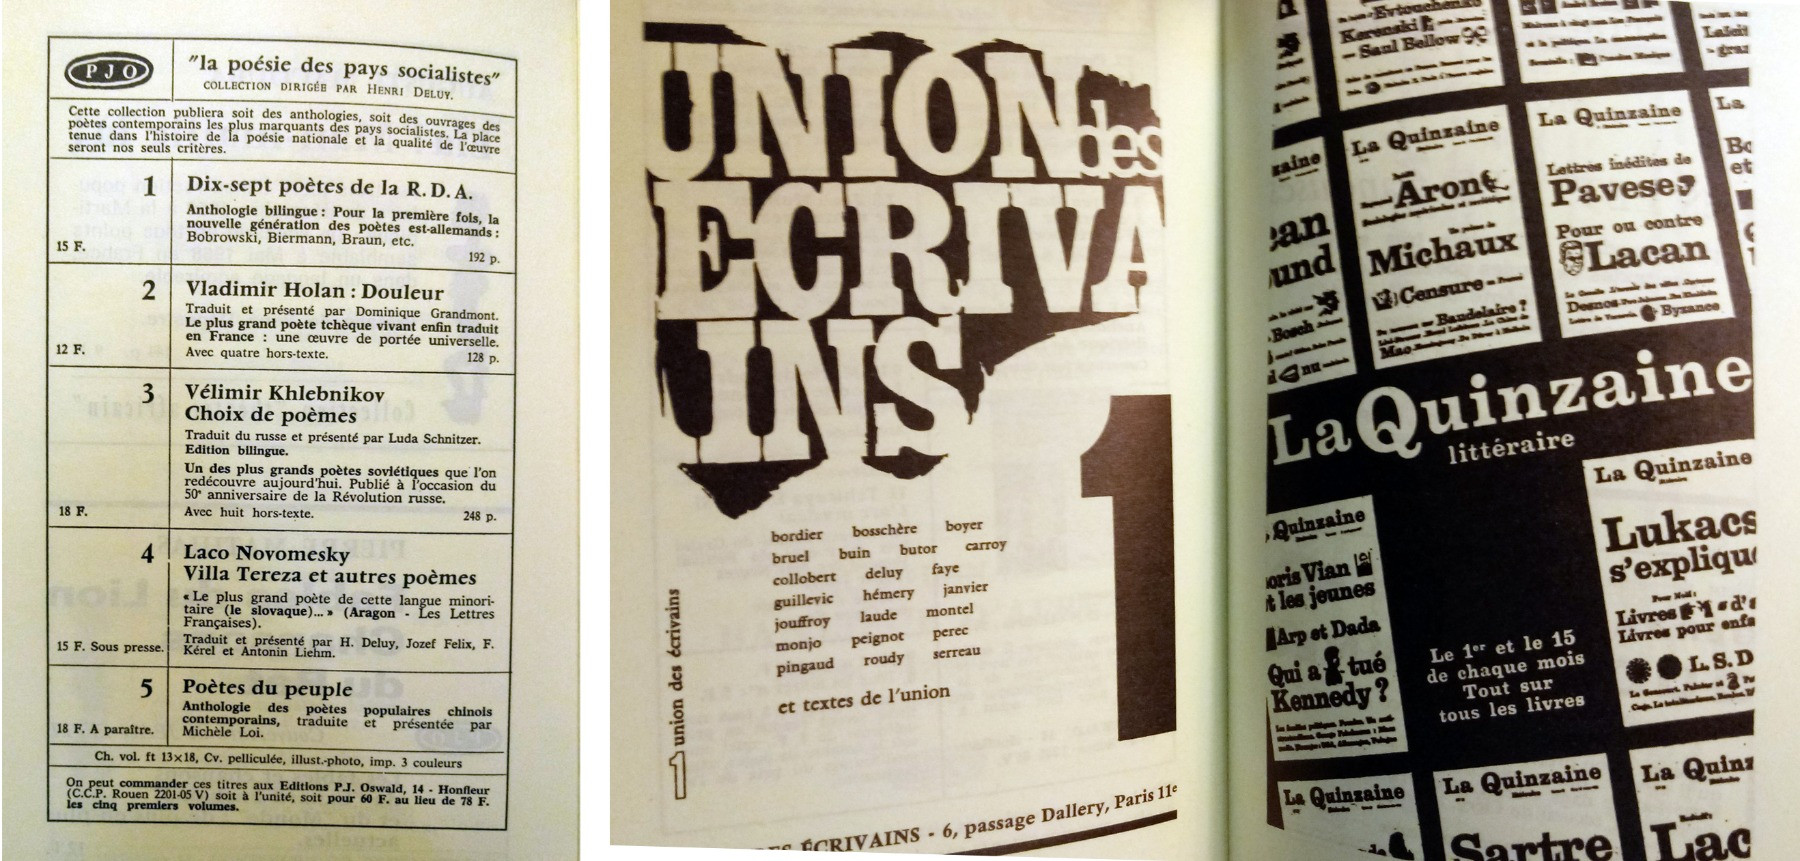 PJO
"la poésie des pays socialistes"
COLLECTION DIRIGÉE PAR HENRI DELUY.
Cette collection publiera soit des anthologies, soit des ouvrages des
poètes contemporains les plus marquants des pays socialistes. La place
tenue dans l'histoire de la poésie nationale et la qualité de l'œuvre
seront nos seuls critères.
1
Dix-sept poètes de la R.D.A.
Anthologie bilingue : Pour la première fois, la
nouvelle génération des poètes est-allemands :
Bobrowski, Biermann, Braun, etc.
15 F.
192 p.
2
Vladimir Holan : Douleur
Traduit et présenté par Dominique Grandmont.
Le plus grand poète tchèque vivant enfin traduit
en France : une œuvre de portée universelle.
12 F.
Avec quatre hors-texte.
128 p.
3
Vélimir Khlebnikov
Choix de poèmes
Traduit du russe et présenté par Luda Schnitzer.
Edition bilingue.
Un des plus grands poètes soviétiques que l'on
redécouvre aujourd'hui. Publié à l'occasion du
50e anniversaire de la Révolution russe.
18 F.
Avec huit hors-texte.
248 p.
4
Laco Novomesky
Villa Tereza et autres poèmes
« Le plus grand poète de cette langue minori-
taire (le slovaque)... » (Aragon - Les Lettres
Françaises).
15 F. Sous presse.
Traduit et présenté par H. Deluy, Jozef Felix, F.
Kérel et Antonin Liehm.
5
Poètes du peuple
Anthologie des poètes populaires chinois
contemporains, traduite et présentée par
18 F. A paraître.
Michèle Loi.
Ch. vol. ft 13×18, Cv. pelliculée, illust.-photo, imp. 3 couleurs
On peut commander ces titres aux Editions P.J. Oswald, 14 - Honfleur
(C.C.P. Rouen 2201-05 V) soit à l'unité, soit pour 60 F. au lieu de 78 F.
les cinq premiers volumes.
UNION des
ECRIVA
INS
1
bordier bosschère boyer
bruel buin butor carroy
collobert deluy faye
guillevic hémery janvier
jouffroy laude montel
monjo peignot perec
pingaud roudy serreau
et textes de l'union
1 union des écrivains
ÉCRIVAINS - 6, passage Dallery, Paris 11e
Evtouchenko
Kerenski
Saul Bellow
La Quinzaine
Aron
Michaux
Censure
Baudelaire ?
Mao
La Quinzaine
Lettres inédites de
Pavese
Pour ou contre
Lacan
Desnos
Byzance
Bosch
La Quinzaine
littéraire
Quinzaine
Vian
et les jeunes
Arp et Dada
Qui a tué
Kennedy ?
La Quinzaine
Lukacs
s'explique
Livres
Livres pour
L.S.D
Le 1er et le 15
de chaque mois
Tout sur
tous les livres
La Quinzaine
La Quinzaine
Sartre
La Quinz
Lac